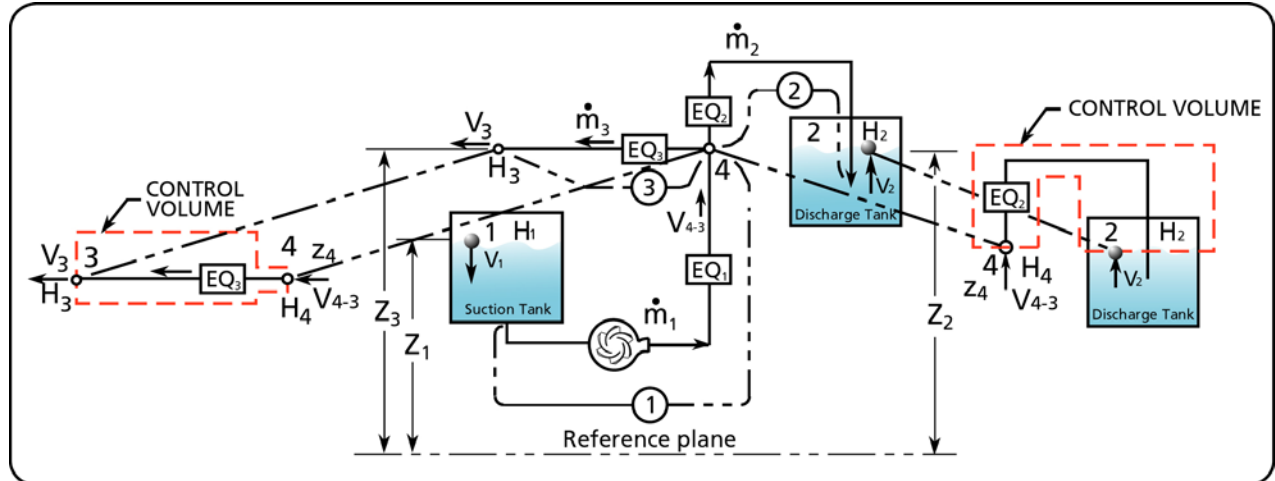 ṁ₂
CONTROL VOLUME
V₃
ṁ₃
EQ₂
2
2
H₂
EQ₃
4
H₃
3
V₂
Discharge Tank
CONTROL
VOLUME
V₄₋₃
EQ₂
2
H₂
V₃
3
4
z₄
1
H₁
V₁
Suction Tank
EQ₁
4
H₄
z₄
V₄₋₃
V₂
Discharge Tank
H₃
EQ₃
H₄
V₄₋₃
Z₃
Z₁
ṁ₁
Z₂
1
Reference plane